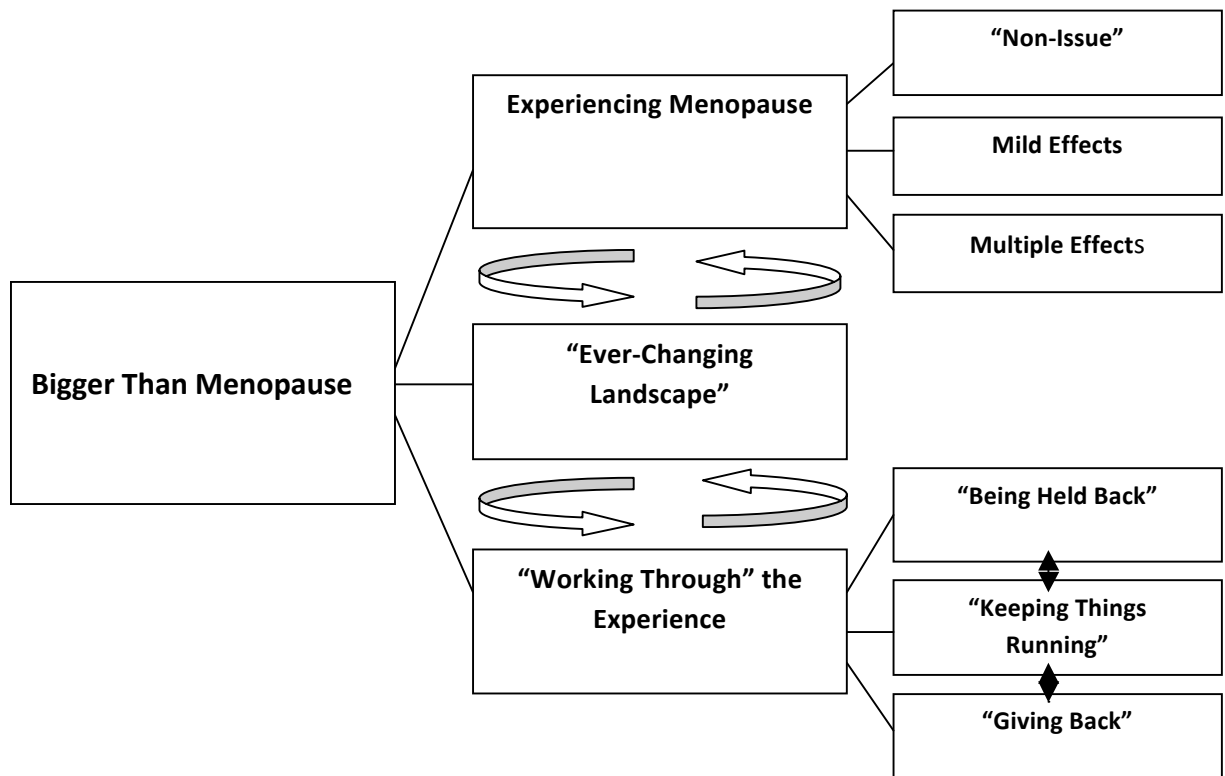 “Non-Issue”
Experiencing Menopause
Mild Effects
Multiple Effects
“Ever-Changing
Landscape”
Bigger Than Menopause
“Being Held Back”
“Working Through” the
Experience
“Keeping Things
Running”
“Giving Back”